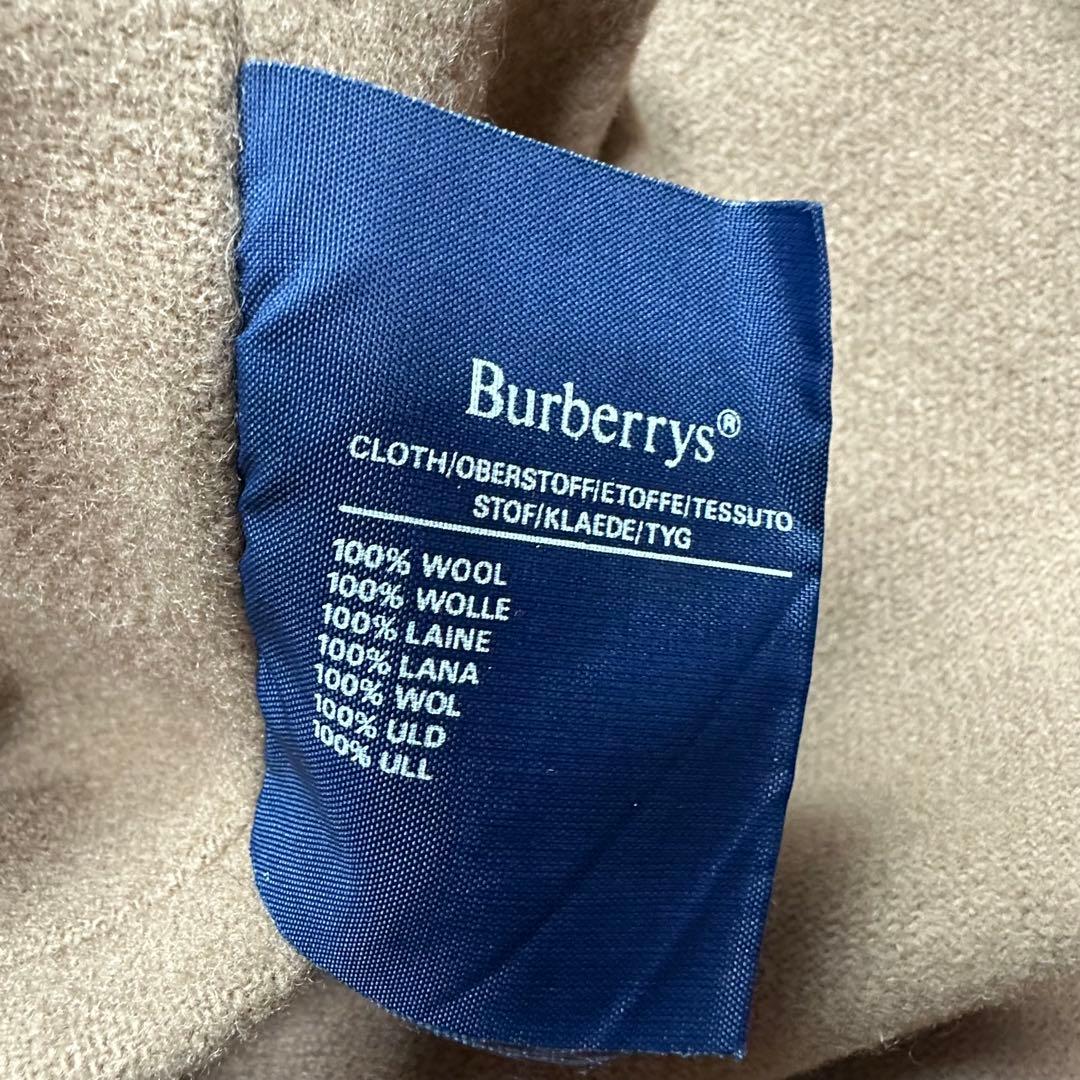 Burberrys®
CLOTH/OBERSTOFF/ETOFFE/TESSUTO
STOF/KLAEDE/TYG
100% WOOL
100% WOLLE
100% LAINE
100% LANA
100% WOL
100% ULD
100% ULL